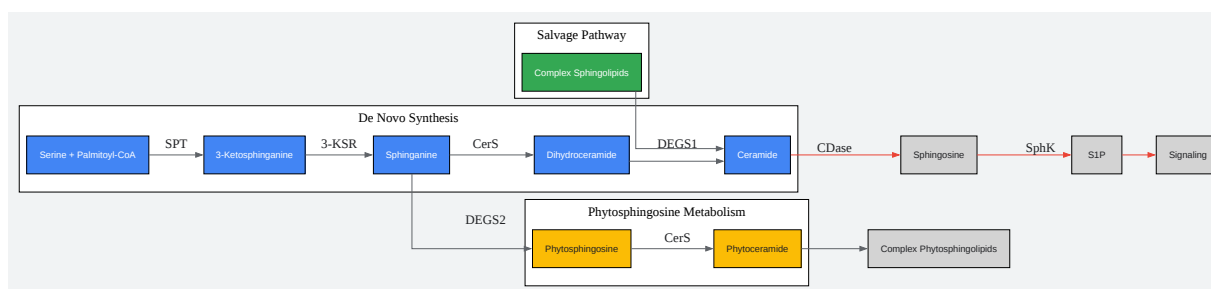 Salvage Pathway
Complex Sphingolipids
De Novo Synthesis
Serine + Palmitoyl-CoA
SPT
3-Ketosphinganine
3-KSR
Sphinganine
CerS
Dihydroceramide
DEGS1
Ceramide
CDase
Sphingosine
SphK
S1P
Signaling
DEGS2
Phytosphingosine Metabolism
Phytosphingosine
CerS
Phytoceramide
Complex Phytosphingolipids